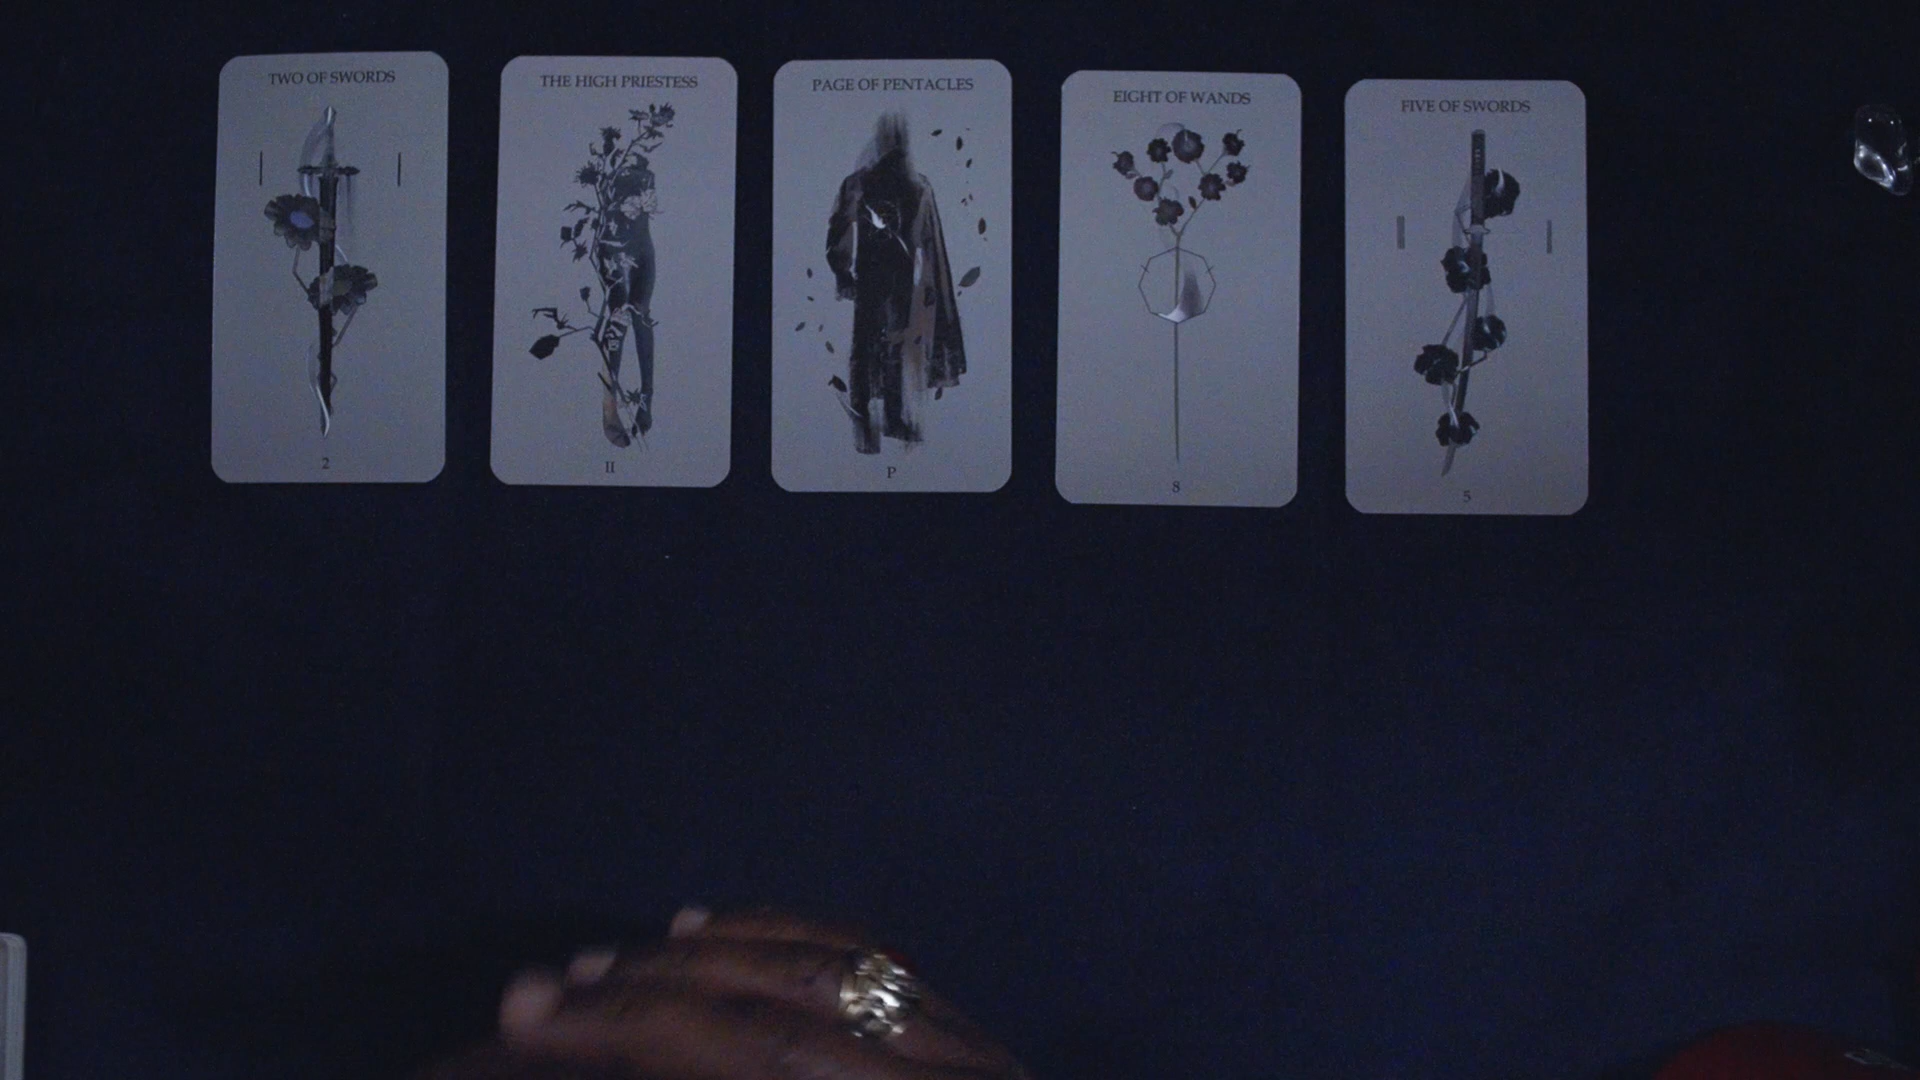 TWO OF SWORDS
2
THE HIGH PRIESTESS
II
PAGE OF PENTACLES
P
EIGHT OF WANDS
8
FIVE OF SWORDS
5